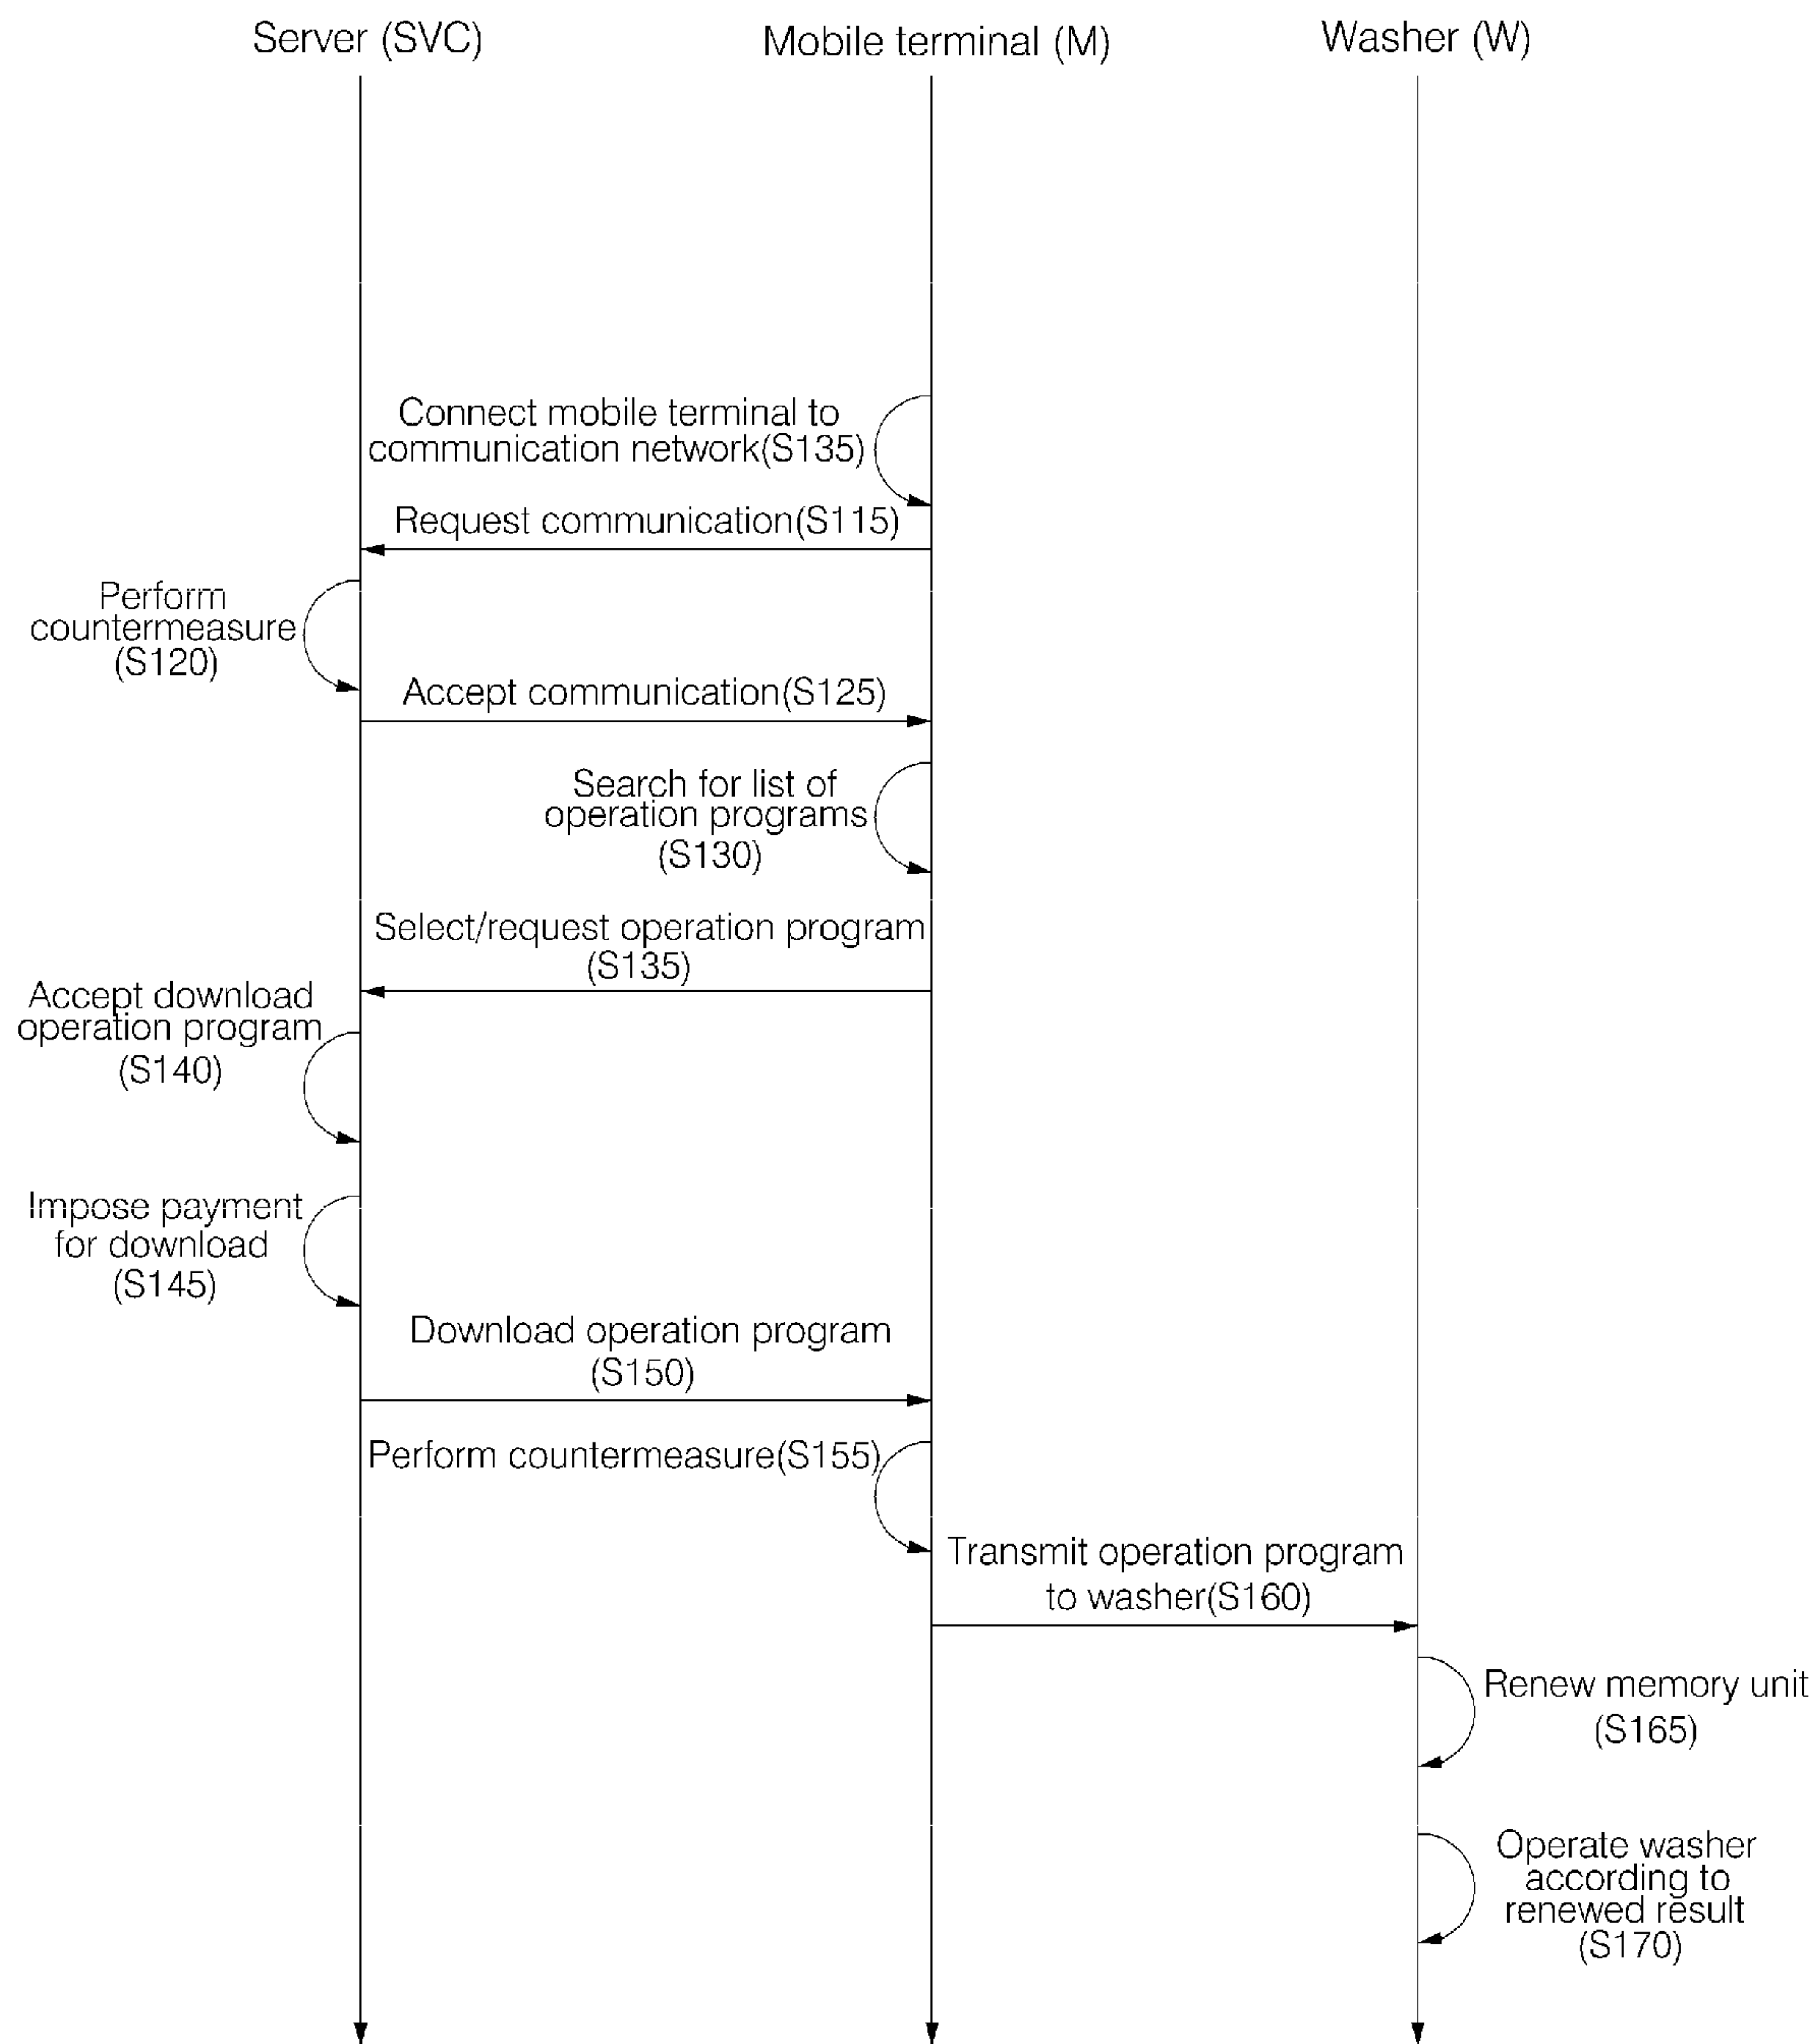 Server (SVC)
Mobile terminal (M)
Washer (W)
Connect mobile terminal to
communication network(S135)
Request communication(S115)
Perform
countermeasure
(S120)
Accept communication(S125)
Search for list of
operation programs
(S130)
Select/request operation program
(S135)
Accept download
operation program
(S140)
Impose payment
for download
(S145)
Download operation program
(S150)
Perform countermeasure(S155)
Transmit operation program
to washer(S160)
Renew memory unit
(S165)
Operate washer
according to
renewed result
(S170)